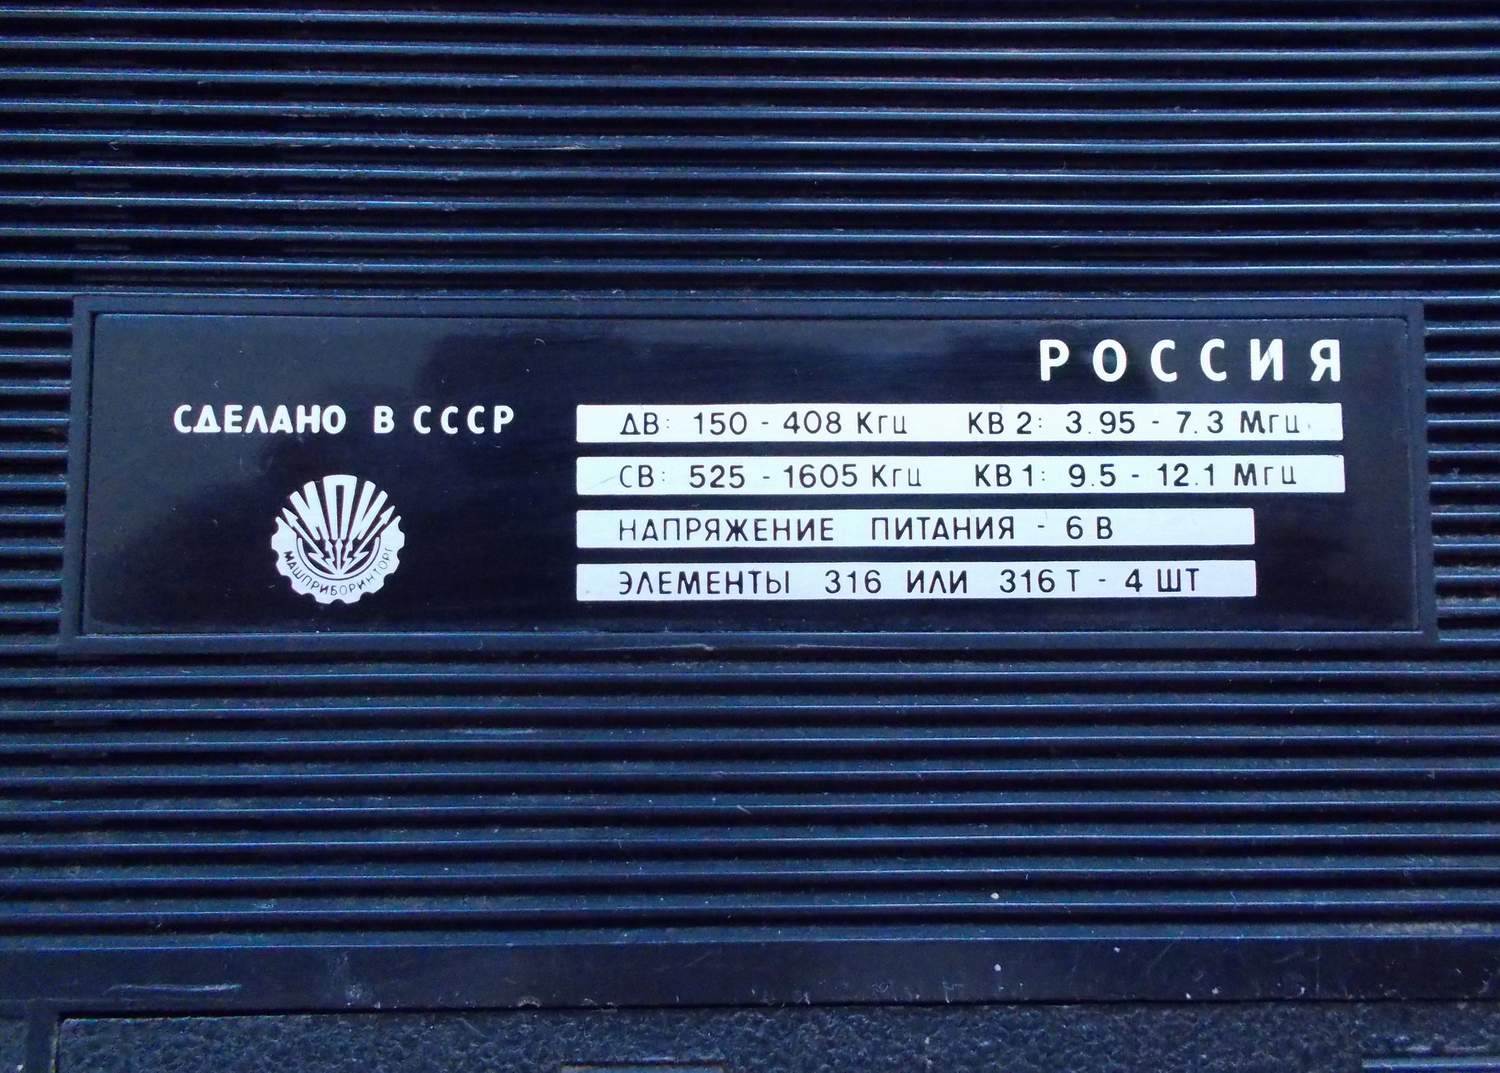 РОССИЯ
СДЕЛАНО В СССР
ДВ: 150 - 408 Кгц КВ 2: 3.95 - 7.3 Мгц
СВ: 525 - 1605 Кгц КВ 1: 9.5 - 12.1 Мгц
НАПРЯЖЕНИЕ ПИТАНИЯ - 6 В
ЭЛЕМЕНТЫ 316 ИЛИ 316 Т - 4 ШТ
МПИ
МАШПРИБОРИНТОРГ